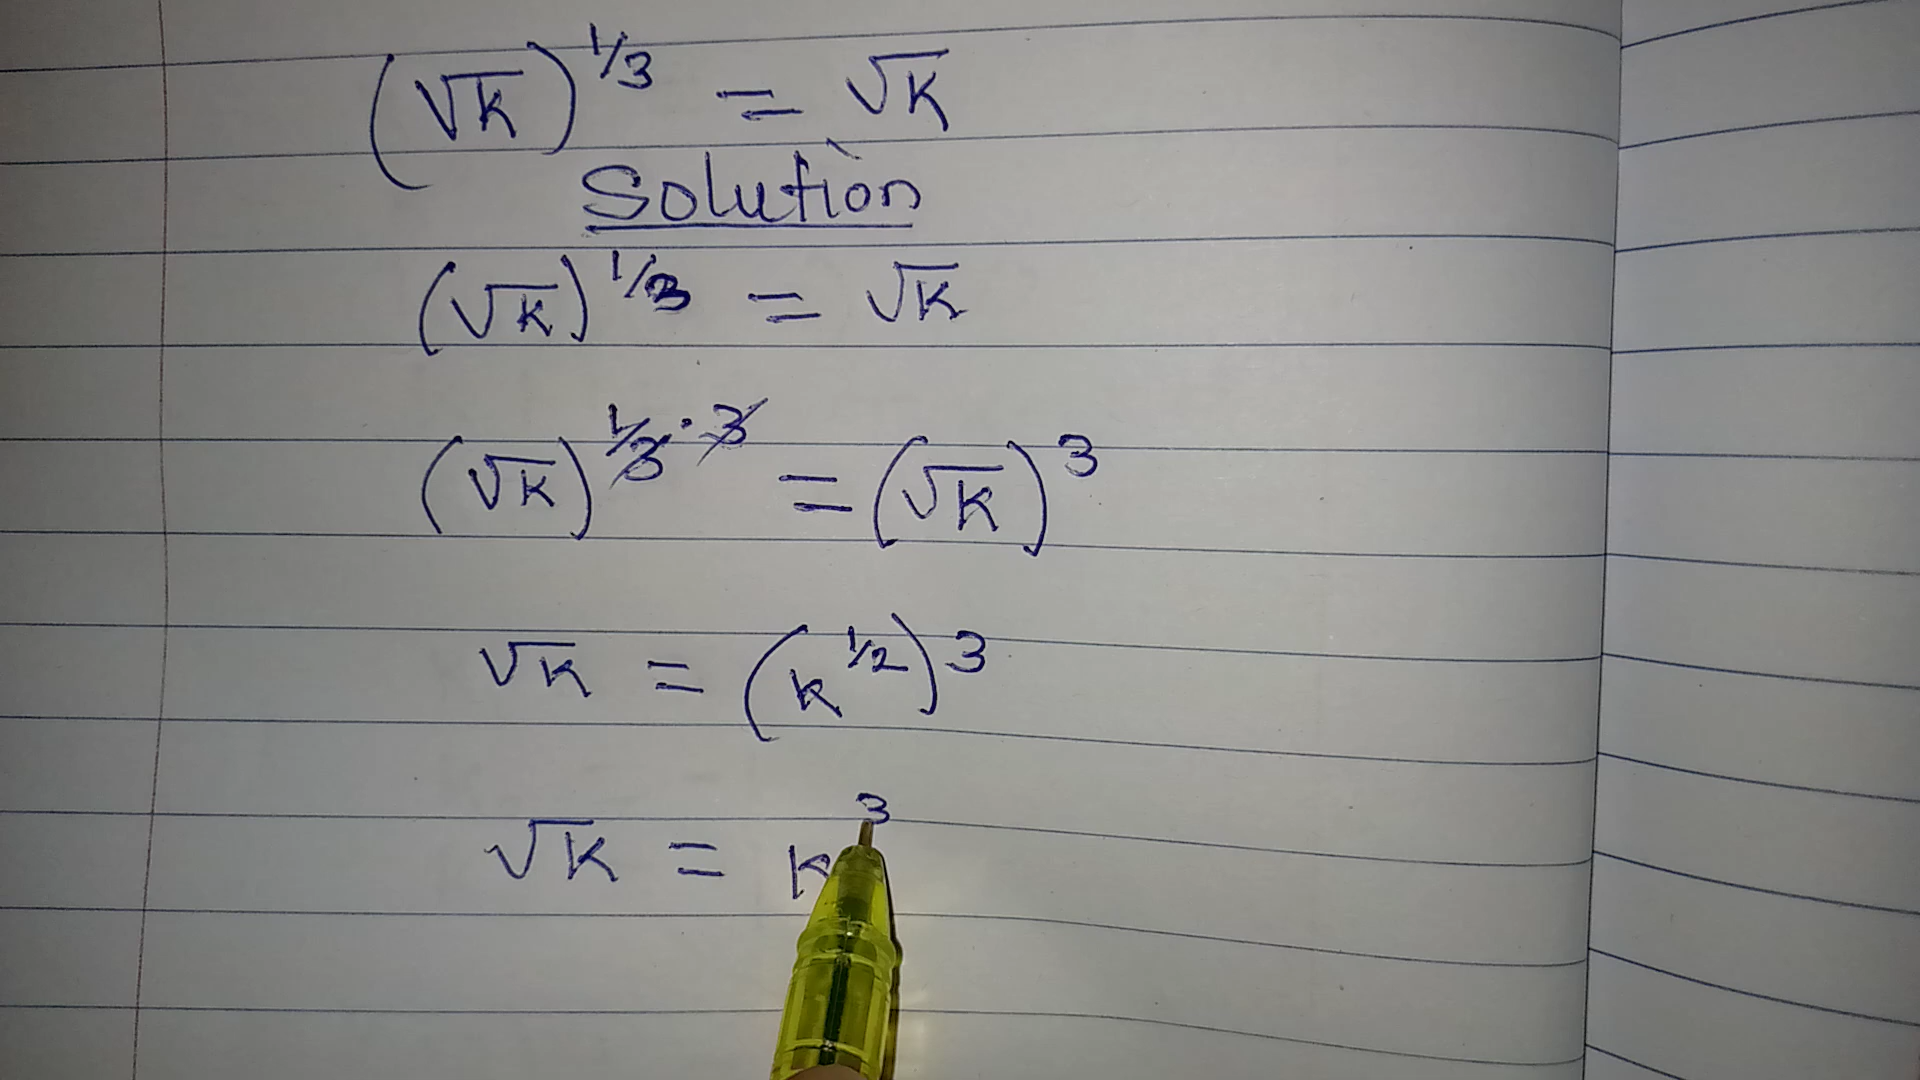 (√k)^1/3 = √k
Solution
(√k)^1/3 = √k
(√k)^1/3·3 = (√k)^3
√k = (k^1/2)^3
√k = k^3